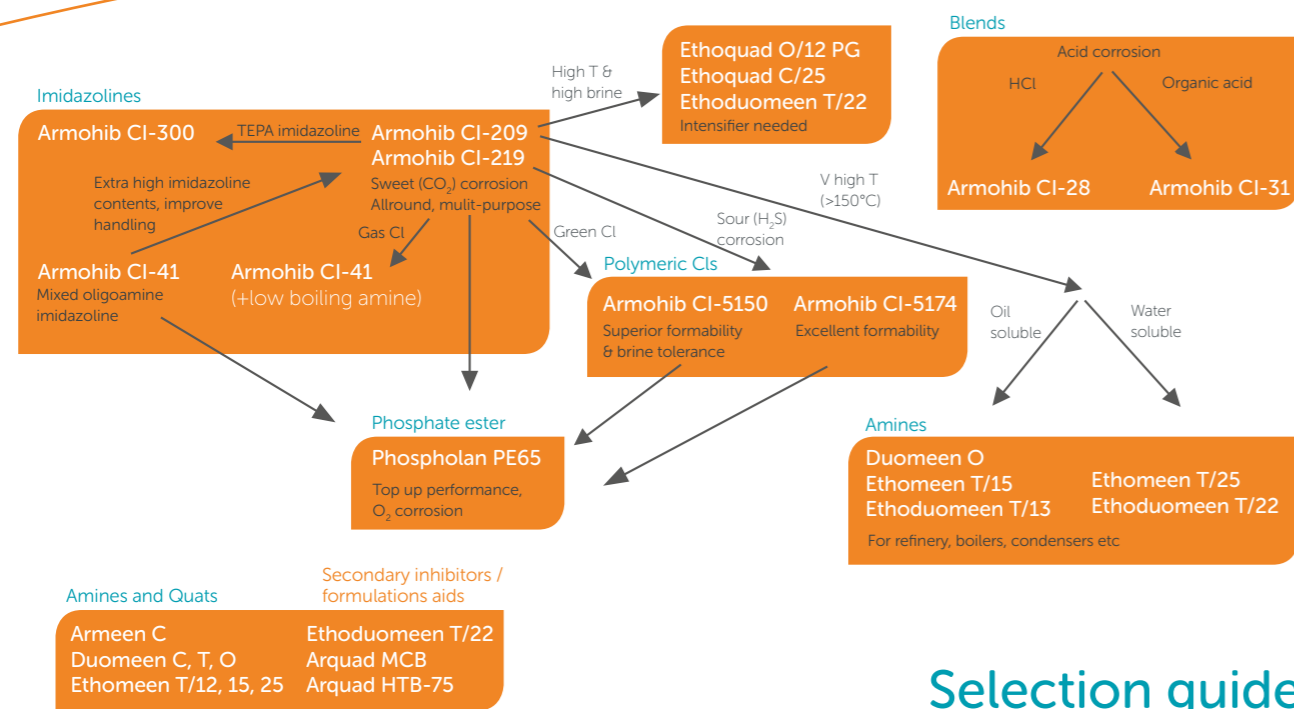 Imidazolines
Armohib CI-300
TEPA imidazoline
Armohib CI-209
Armohib CI-219
Sweet (CO₂) corrosion
Allround, mulit-purpose
Extra high imidazoline
contents, improve
handling
Gas CI
Armohib CI-41
Mixed oligoamine
imidazoline
Armohib CI-41
(+low boiling amine)
High T &
high brine
Ethoquad O/12 PG
Ethoquad C/25
Ethoduomeen T/22
Intensifier needed
Blends
Acid corrosion
HCl
Organic acid
Armohib CI-28
Armohib CI-31
V high T
(>150°C)
Sour (H₂S)
corrosion
Green CI
Polymeric CIs
Armohib CI-5150
Superior formability
& brine tolerance
Armohib CI-5174
Excellent formability
Oil
soluble
Water
soluble
Phosphate ester
Phospholan PE65
Top up performance,
O₂ corrosion
Amines
Duomeen O
Ethomeen T/15
Ethoduomeen T/13
Ethomeen T/25
Ethoduomeen T/22
For refinery, boilers, condensers etc
Amines and Quats
Armeen C
Duomeen C, T, O
Ethomeen T/12, 15, 25
Secondary inhibitors /
formulations aids
Ethoduomeen T/22
Arquad MCB
Arquad HTB-75
Selection guide